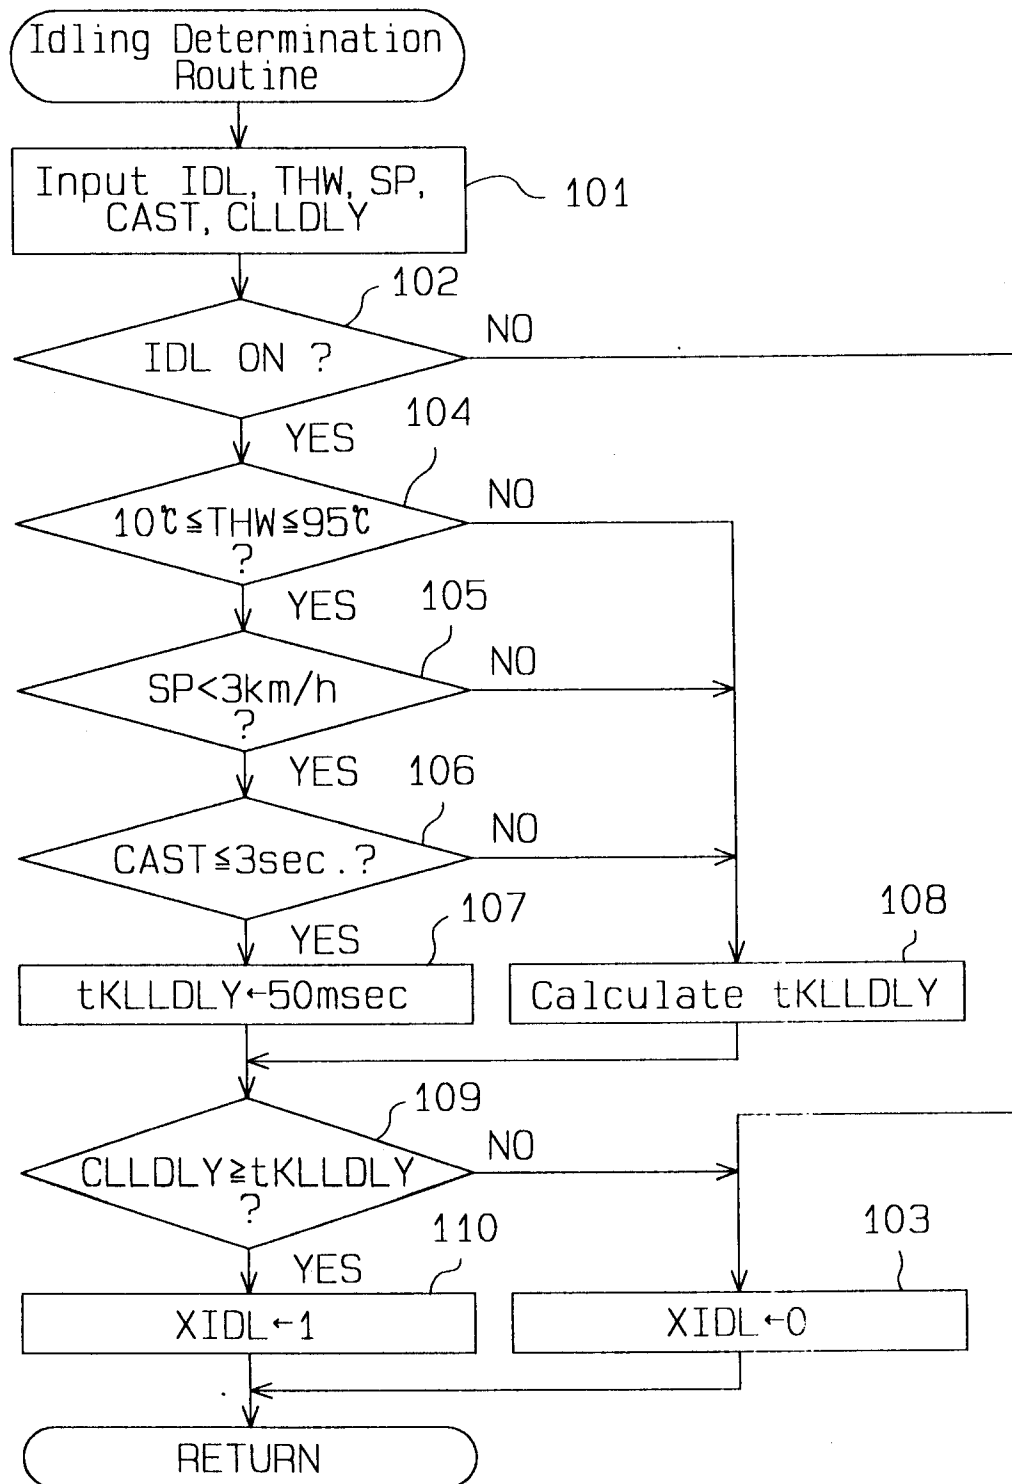 Idling Determination
Routine
Input IDL, THW, SP,
CAST, CLLDLY
101
102
IDL ON ?
NO
YES
104
10℃≦THW≦95℃
?
NO
YES
105
SP<3km/h
?
NO
YES
106
CAST≦3sec.?
NO
YES
107
tKLLDLY←50msec
108
Calculate tKLLDLY
109
CLLDLY≧tKLLDLY
?
NO
YES
110
XIDL←1
103
XIDL←0
RETURN